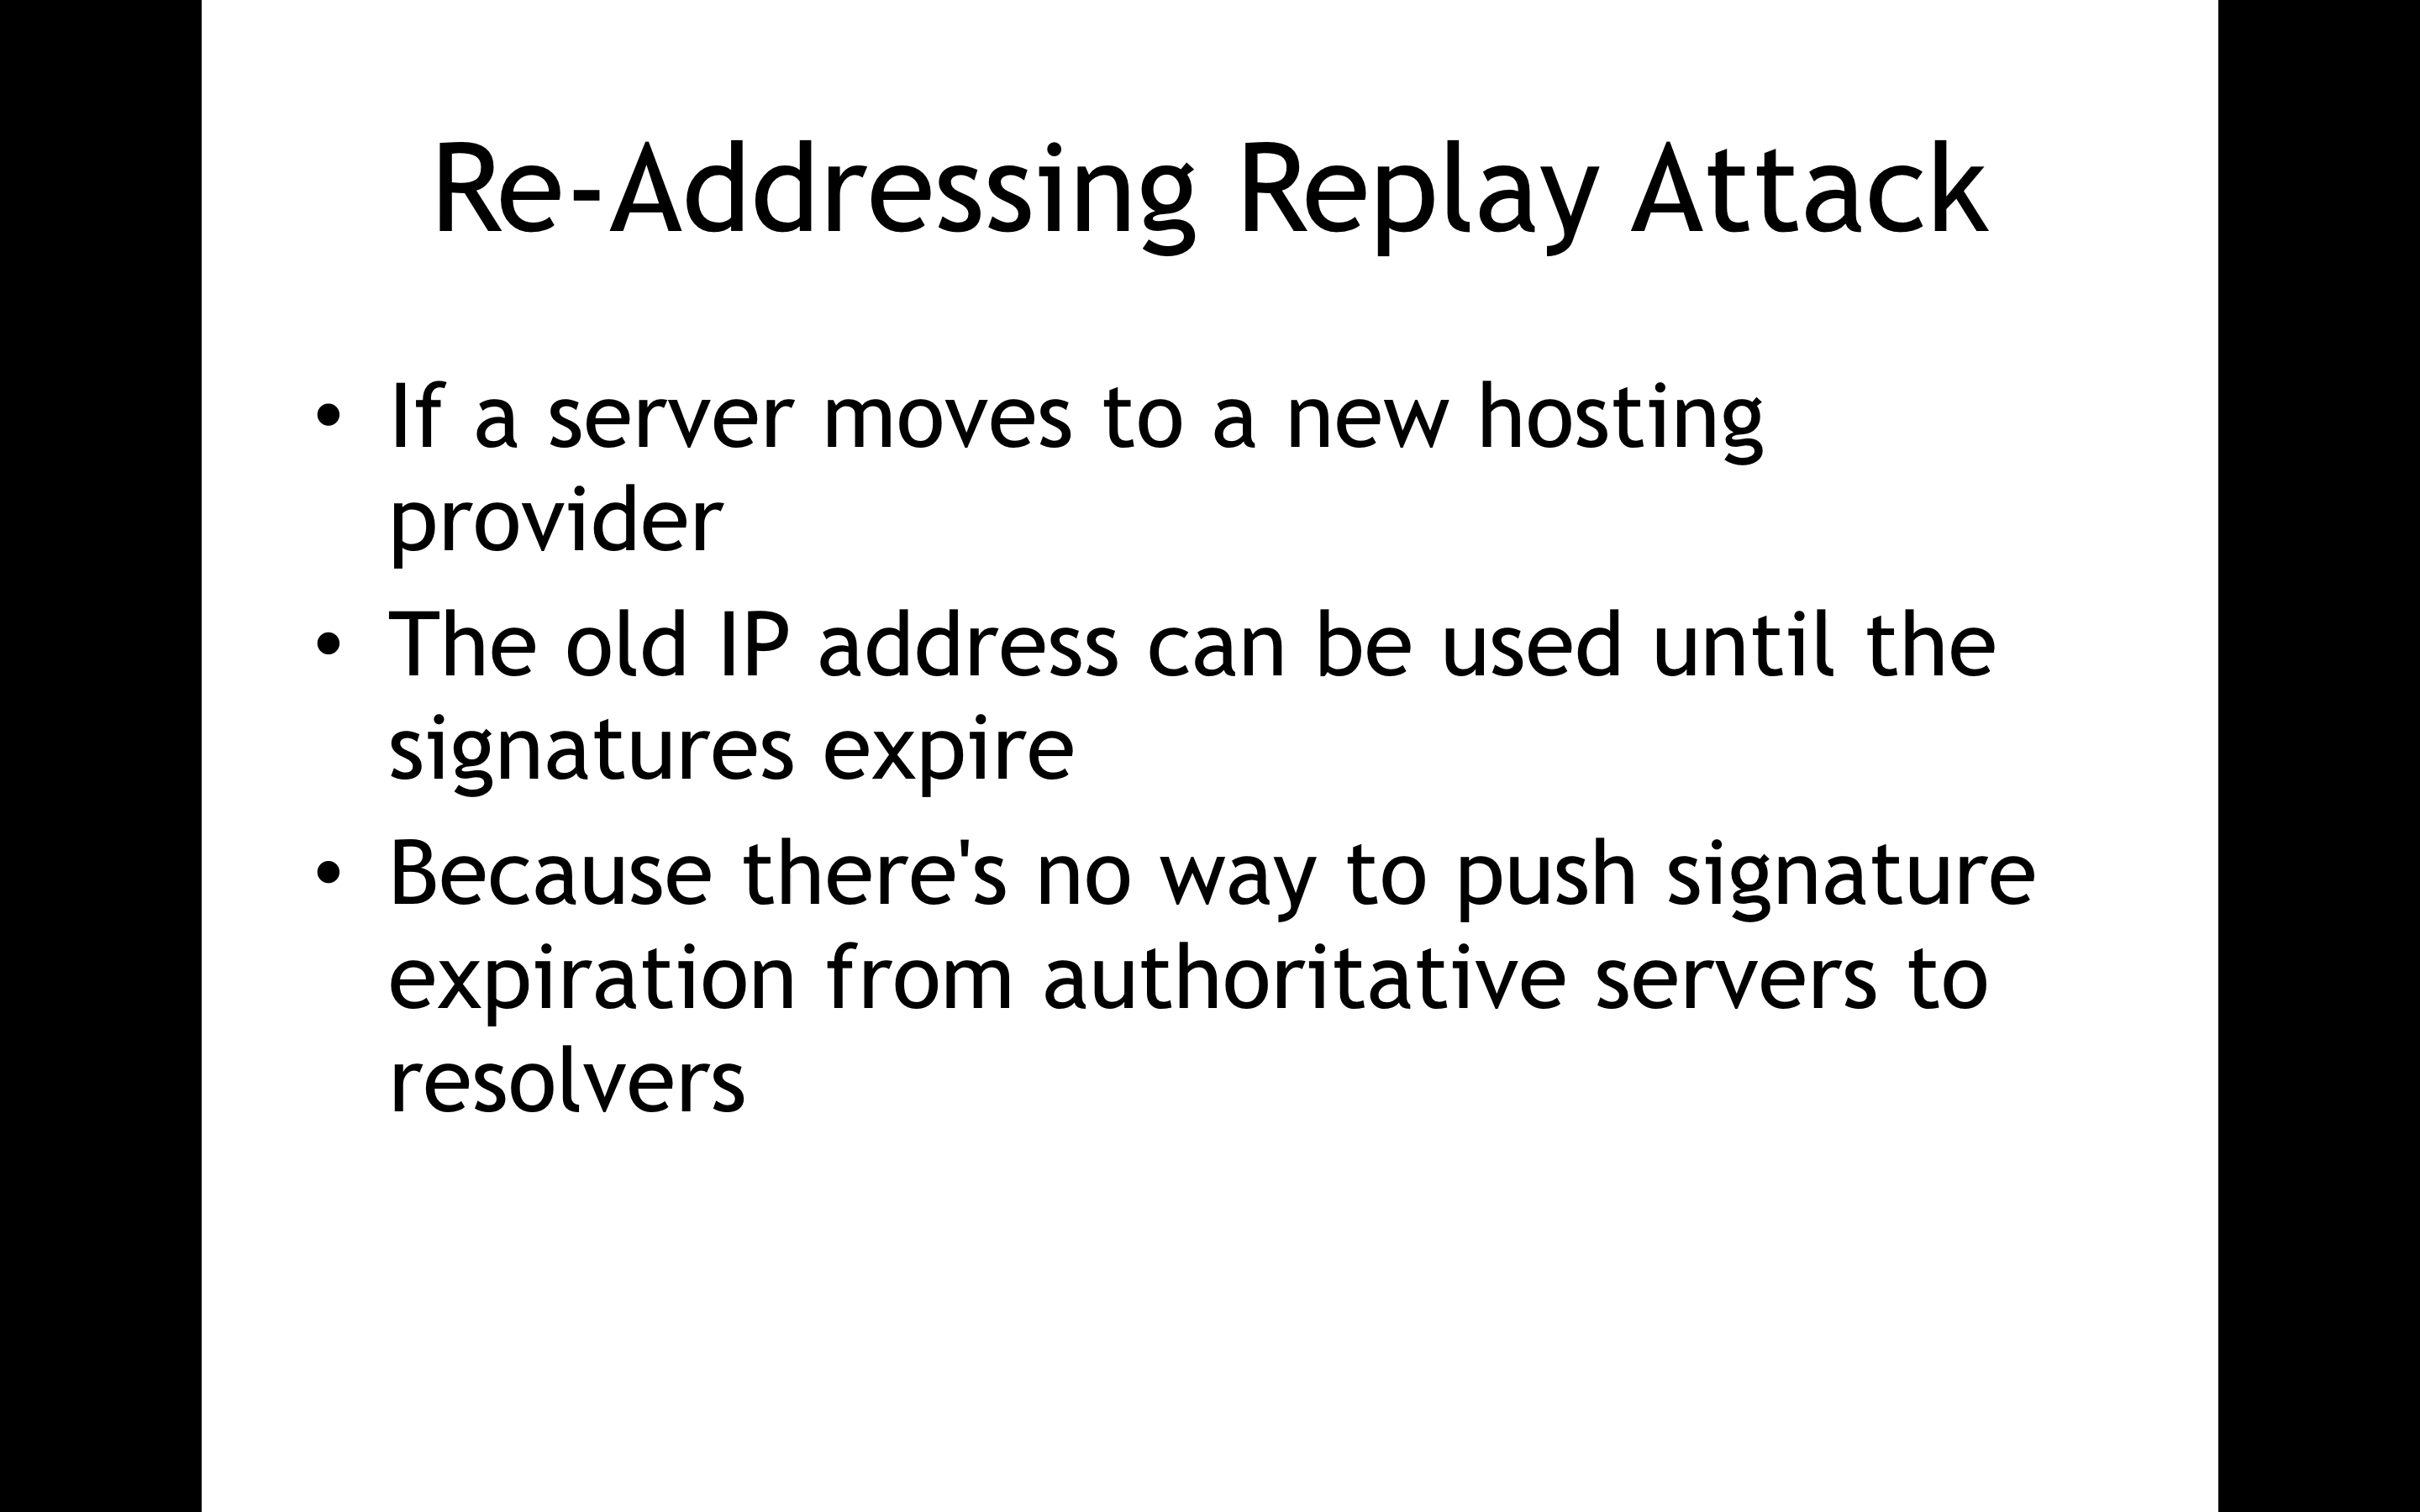 Re-Addressing Replay Attack
• If a server moves to a new hosting
provider
• The old IP address can be used until the
signatures expire
• Because there's no way to push signature
expiration from authoritative servers to
resolvers